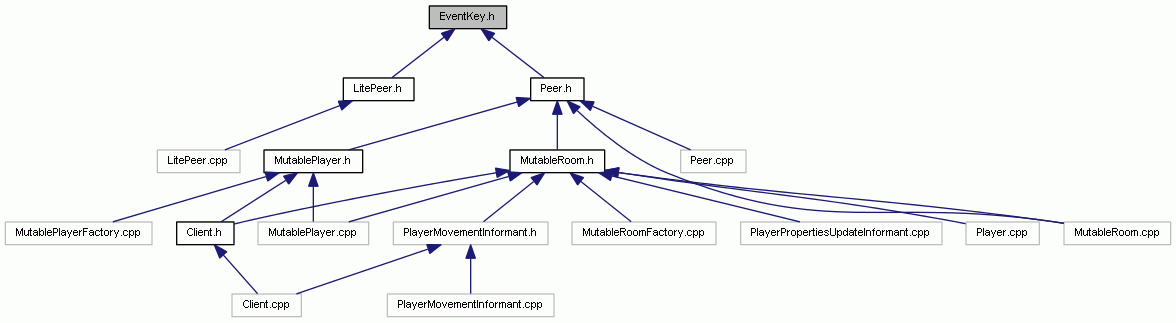 EventKey.h
LitePeer.h
Peer.h
LitePeer.cpp
MutablePlayer.h
MutableRoom.h
Peer.cpp
MutablePlayerFactory.cpp
Client.h
MutablePlayer.cpp
PlayerMovementInformant.h
MutableRoomFactory.cpp
PlayerPropertiesUpdateInformant.cpp
Player.cpp
MutableRoom.cpp
Client.cpp
PlayerMovementInformant.cpp